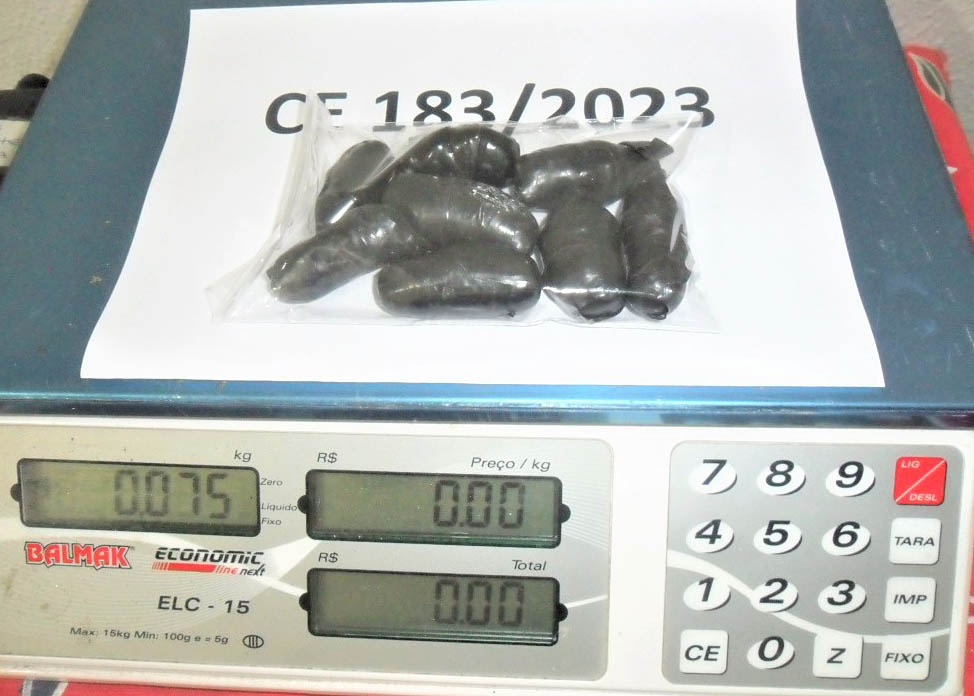 CE 183/2023
kg
0.075
Zero
Liquido
Fixo
R$ Preço / kg
0.00
R$ Total
0.00
BALMAK ECONOMIC
line next
ELC - 15
Max: 15kg Min: 100g e = 5g III
7 8 9 LIG / DESL
4 5 6 TARA
1 2 3 IMP
CE 0 Z FIXO